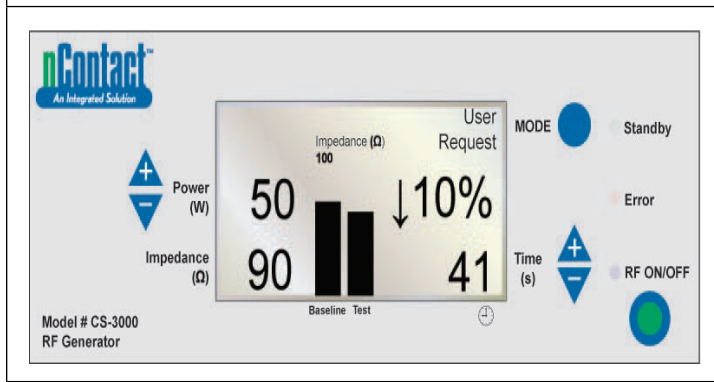 nContact™
An Integrated Solution
User
Request
Impedance (Ω)
100
Power
(W)
50
↓10%
Impedance
(Ω)
90
41
Baseline Test
MODE
Time
(s)
Standby
Error
RF ON/OFF
Model # CS-3000
RF Generator